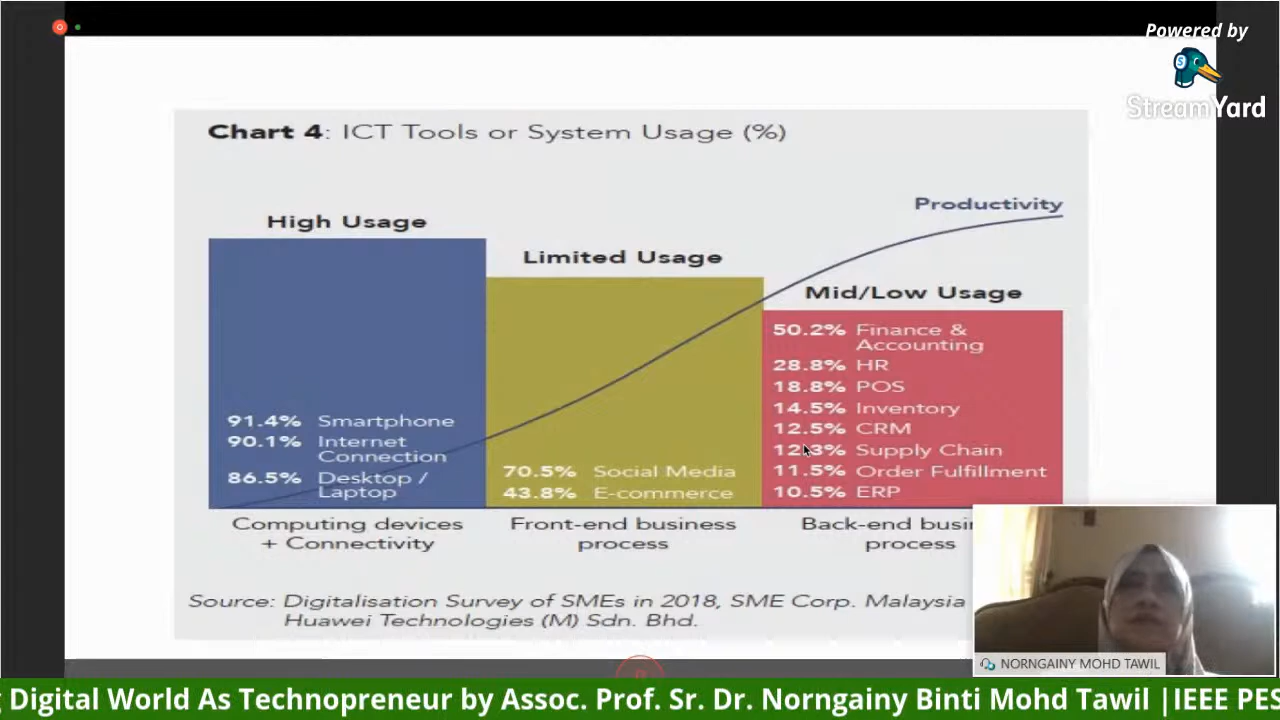 Powered by
StreamYard
Chart 4: ICT Tools or System Usage (%)
Productivity
High Usage
Limited Usage
Mid/Low Usage
91.4% Smartphone
90.1% Internet
Connection
86.5% Desktop /
Laptop
70.5% Social Media
43.8% E-commerce
50.2% Finance &
Accounting
28.8% HR
18.8% POS
14.5% Inventory
12.5% CRM
12.3% Supply Chain
11.5% Order Fulfillment
10.5% ERP
Computing devices
+ Connectivity
Front-end business
process
Back-end
process
Source: Digitalisation Survey of SMEs in 2018, SME Corp. Malaysia
Huawei Technologies (M) Sdn. Bhd.
NORNGAINY MOHD TAWIL
Digital World As Technopreneur by Assoc. Prof. Sr. Dr. Norngainy Binti Mohd Tawil |IEEE PES